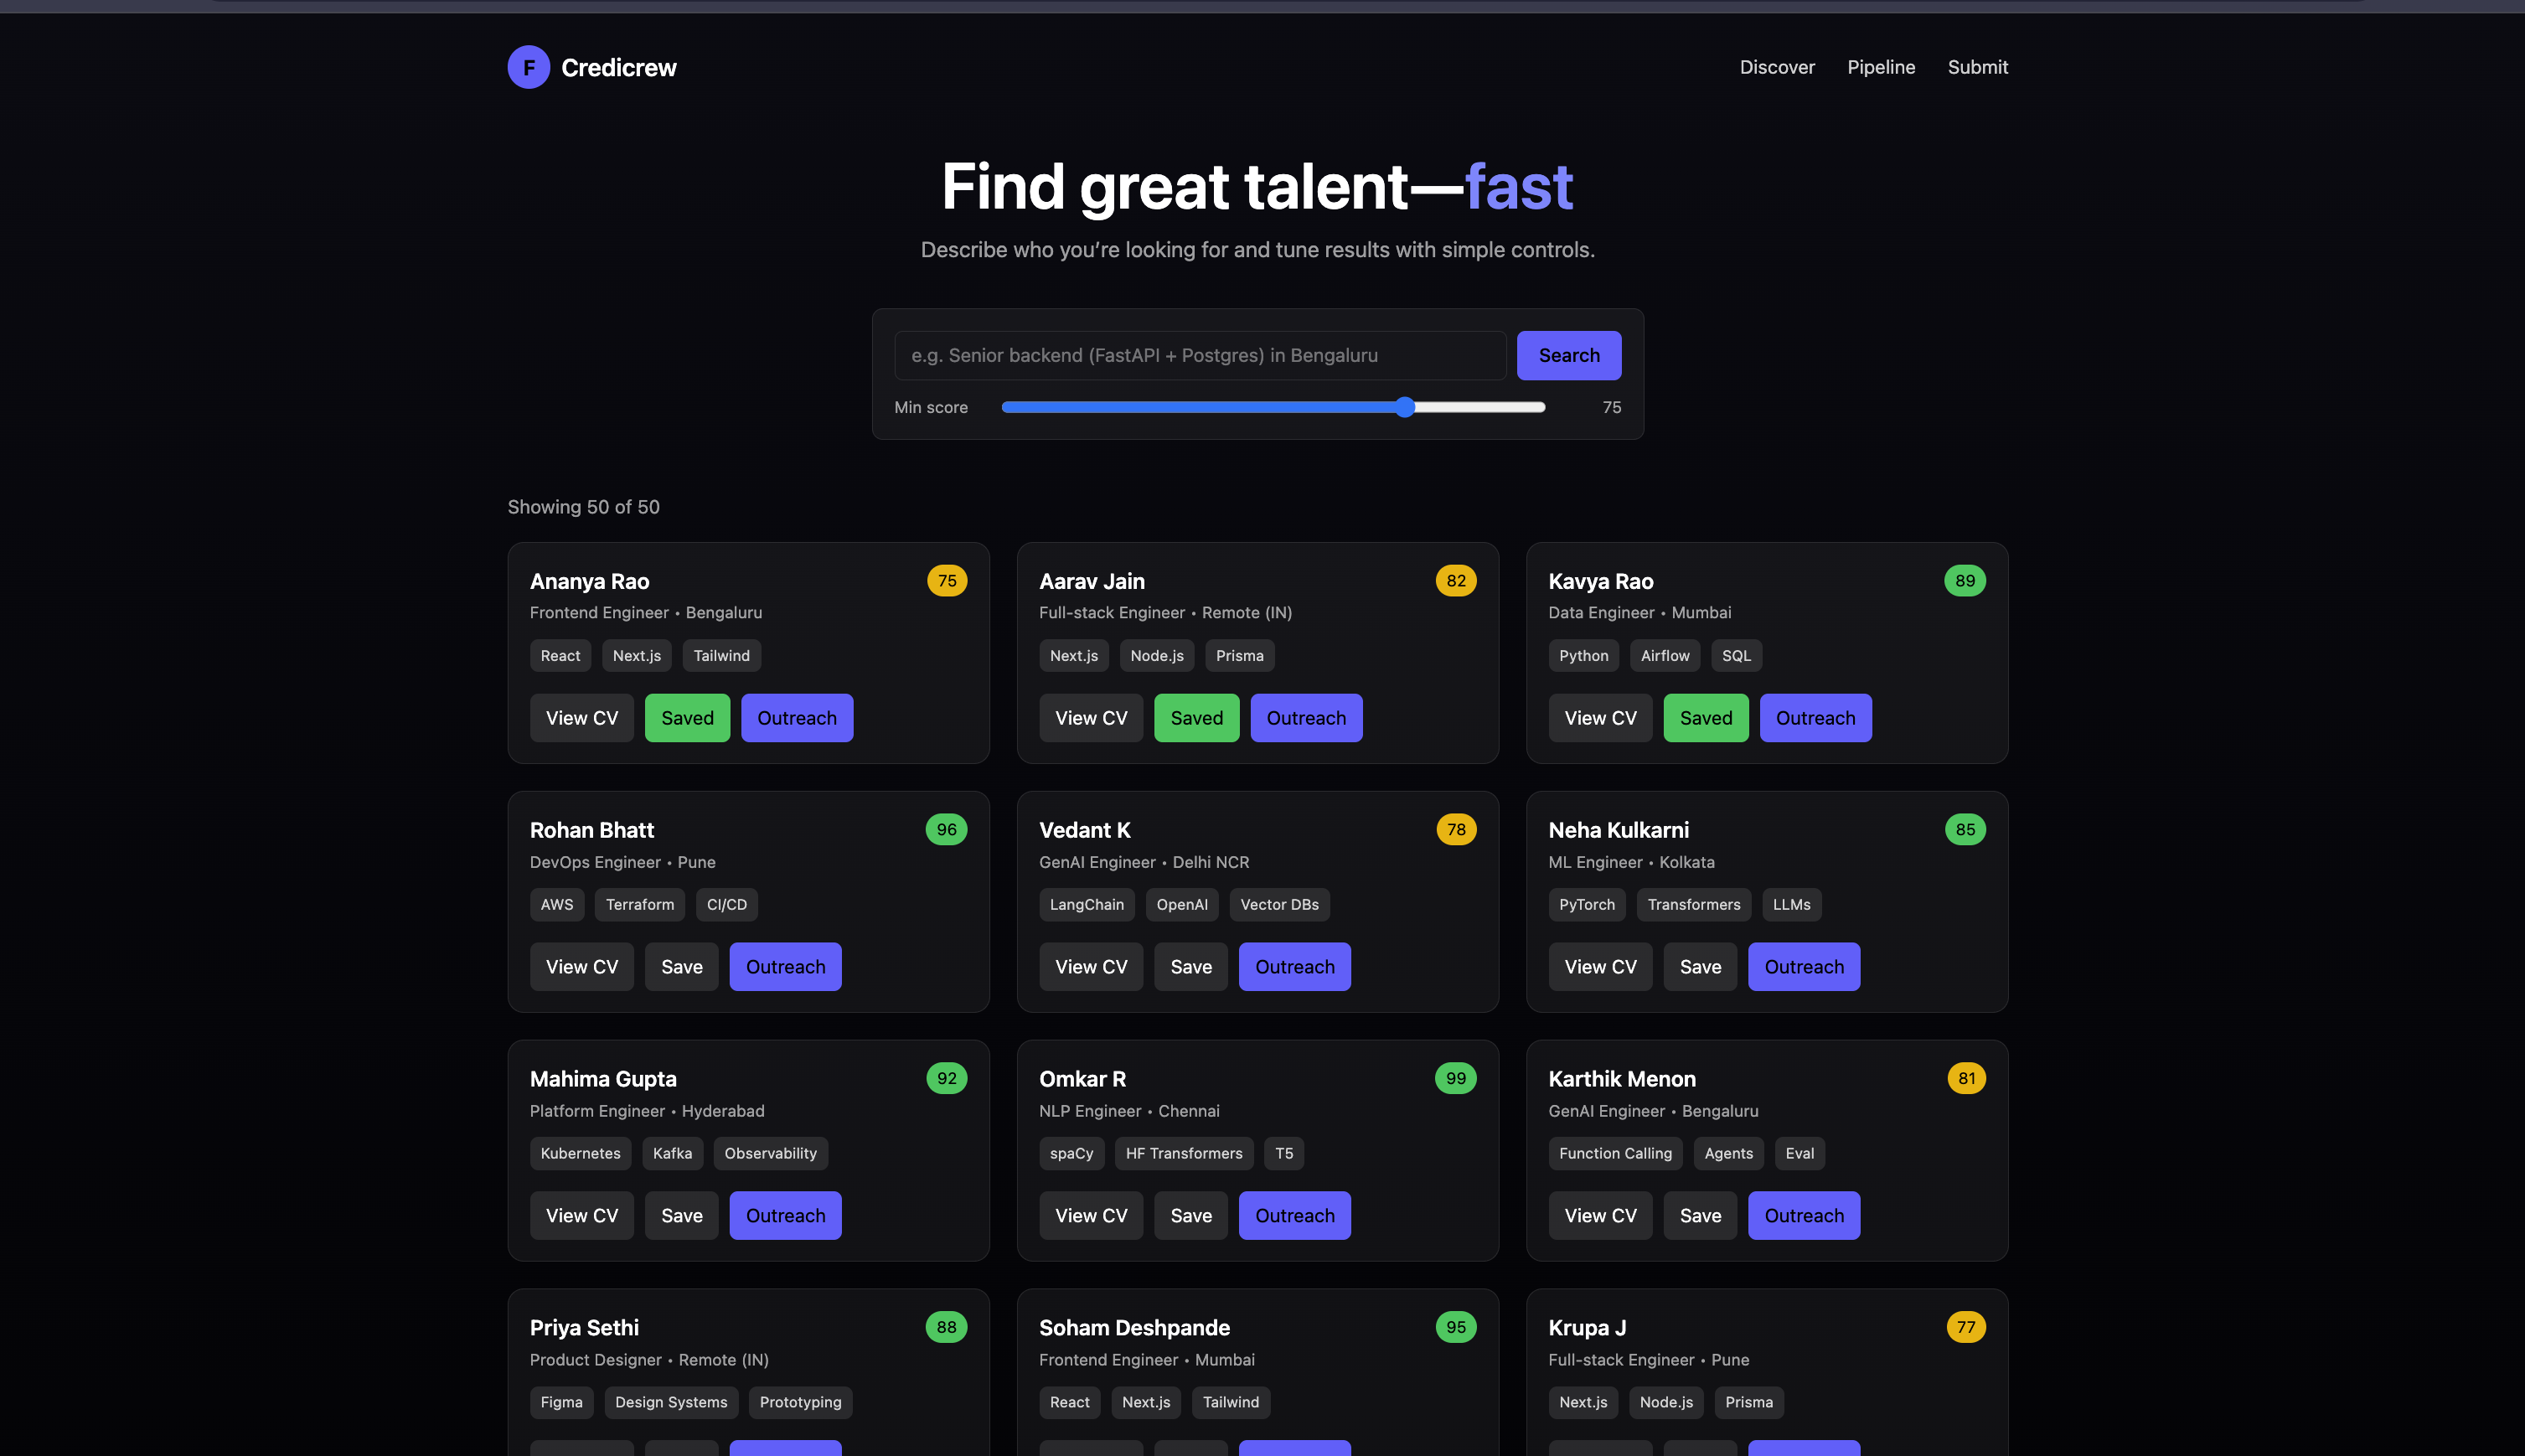 F Credicrew Discover Pipeline Submit
Find great talent—fast
Describe who you’re looking for and tune results with simple controls.
e.g. Senior backend (FastAPI + Postgres) in Bengaluru Search
Min score 75
Showing 50 of 50
Ananya Rao 75
Frontend Engineer • Bengaluru
React Next.js Tailwind
View CV Saved Outreach
Aarav Jain 82
Full-stack Engineer • Remote (IN)
Next.js Node.js Prisma
View CV Saved Outreach
Kavya Rao 89
Data Engineer • Mumbai
Python Airflow SQL
View CV Saved Outreach
Rohan Bhatt 96
DevOps Engineer • Pune
AWS Terraform CI/CD
View CV Save Outreach
Vedant K 78
GenAI Engineer • Delhi NCR
LangChain OpenAI Vector DBs
View CV Save Outreach
Neha Kulkarni 85
ML Engineer • Kolkata
PyTorch Transformers LLMs
View CV Save Outreach
Mahima Gupta 92
Platform Engineer • Hyderabad
Kubernetes Kafka Observability
View CV Save Outreach
Omkar R 99
NLP Engineer • Chennai
spaCy HF Transformers T5
View CV Save Outreach
Karthik Menon 81
GenAI Engineer • Bengaluru
Function Calling Agents Eval
View CV Save Outreach
Priya Sethi 88
Product Designer • Remote (IN)
Figma Design Systems Prototyping
Soham Deshpande 95
Frontend Engineer • Mumbai
React Next.js Tailwind
Krupa J 77
Full-stack Engineer • Pune
Next.js Node.js Prisma